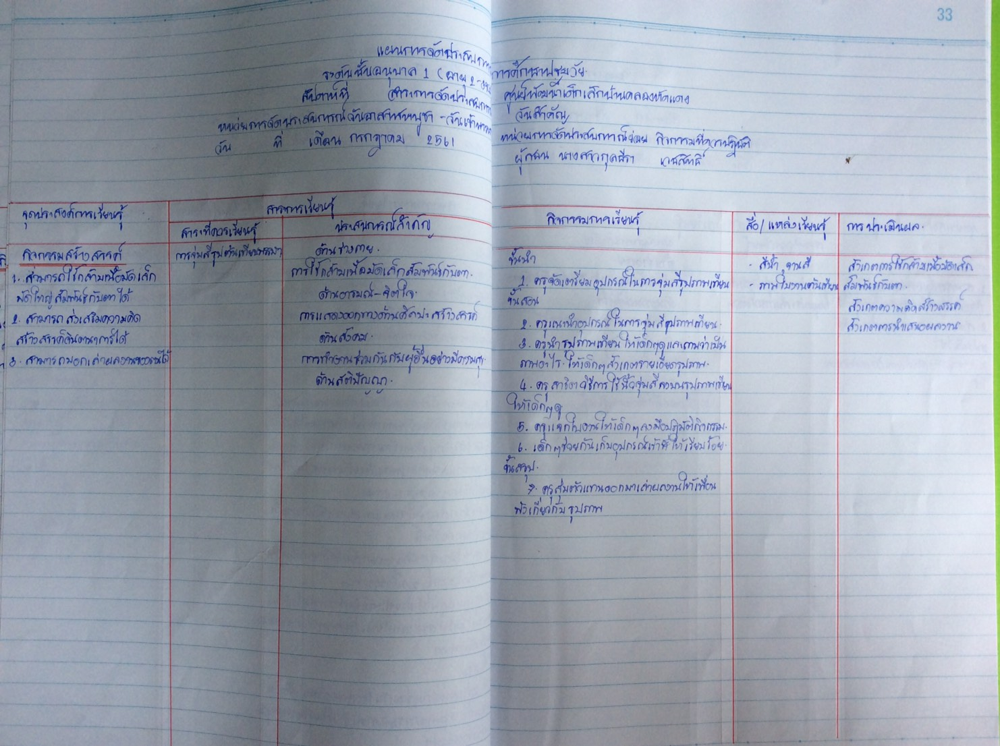 33
แผนการจัดประสบการณ์การศึกษาปฐมวัย
ระดับชั้นอนุบาล 1 (อายุ 2-3 ศูนย์พัฒนาเด็กเล็กบ้านคลองหัดแดง
สัปดาห์ที่ สาระการจัดประสบการณ์ วันสำคัญ
หน่วยการจัดประสบการณ์วันอาสาฬหบูชา - วันเข้าพรรษา หน่วยการจัดประสบการณ์ย่อย กิจกรรมที่ควรปฏิบัติ
วัน ที่ เดือน กรกฎาคม 2561 ผู้สอน นางสาวกุลสิรา
จุดประสงค์การเรียนรู้
สาระการเรียนรู้
สาระที่ควรเรียนรู้
ประสบการณ์สำคัญ
กิจกรรมการเรียนรู้
สื่อ/แหล่งเรียนรู้
การประเมินผล
กิจกรรมสร้างสรรค์
1. สามารถใช้กล้ามเนื้อมัดเล็ก
มัดใหญ่สัมพันธ์กับตาได้
2. สามารถส่งเสริมความคิด
สร้างสรรค์จินตนาการได้
3. สามารถบอกเล่าผลงานของตนได้
การจุ่มสีรูปต้นเทียนพรรษา
ด้านร่างกาย
การใช้กล้ามเนื้อมัดเล็กสัมพันธ์กับตา
ด้านอารมณ์-จิตใจ
การแสดงออกทางด้านศิลปะสร้างสรรค์
ด้านสังคม
การทำงานร่วมกันกับผู้อื่นอย่างมีความสุข
ด้านสติปัญญา
ขั้นนำ
1. ครูจัดเตรียมอุปกรณ์ในการจุ่มสีรูปภาพเทียน
ขั้นสอน
2. ครูแนะนำอุปกรณ์ในการจุ่มสีรูปภาพเทียน
3. ครูนำรูปภาพเทียนให้เด็กๆดูและถามว่าเป็น
ภาพอะไร ให้เด็กๆสังเกตรายละเอียดรูปภาพ
4. ครูสาธิตวิธีการใช้นิ้วจุ่มสีลงบนรูปภาพเทียน
ให้เด็กๆดู
5. ครูแจกใบงานให้เด็กๆลงมือปฏิบัติกิจกรรม
6. เด็กๆช่วยกันเก็บอุปกรณ์เข้าที่ให้เรียบร้อย
ขั้นสรุป
7. ครูสุ่มตัวแทนออกมาเล่าผลงานให้เพื่อน
ฟังเกี่ยวกับรูปภาพ
- สีน้ำ จานสี
- ภาพใบงานต้นเทียน
สังเกตการใช้กล้ามเนื้อมัดเล็ก
สัมพันธ์กับตา
สังเกตความคิดสร้างสรรค์
สังเกตการนำเสนอผลงาน